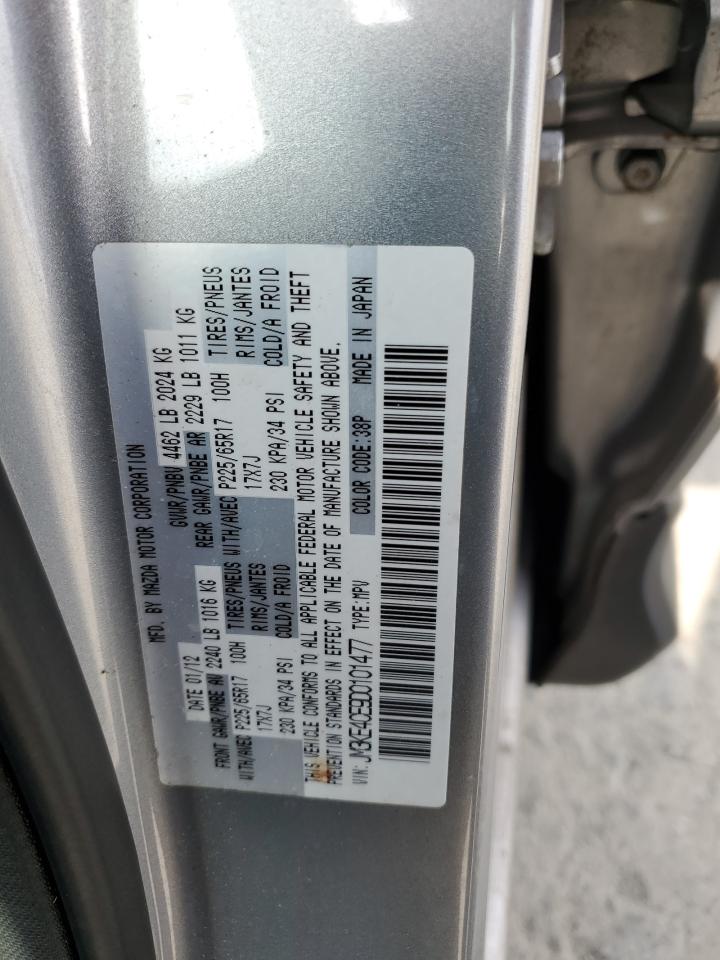 MFD. BY MAZDA MOTOR CORPORATION
DATE 01/12 GVWR/PNBV 4462 LB 2024 KG
FRONT GAWR/PNBE AV 2240 LB 1016 KG REAR GAWR/PNBE AR 2229 LB 1011 KG
WITH/AVEC P225/65R17 100H TIRES/PNEUS WITH/AVEC P225/65R17 100H TIRES/PNEUS
17X7J RIMS/JANTES 17X7J RIMS/JANTES
230 KPA/34 PSI COLD/A FROID 230 KPA/34 PSI COLD/A FROID
THIS VEHICLE CONFORMS TO ALL APPLICABLE FEDERAL MOTOR VEHICLE SAFETY AND THEFT
PREVENTION STANDARDS IN EFFECT ON THE DATE OF MANUFACTURE SHOWN ABOVE.
VIN: JM3KE4CE9D0101477 TYPE:MPV COLOR CODE:38P MADE IN JAPAN